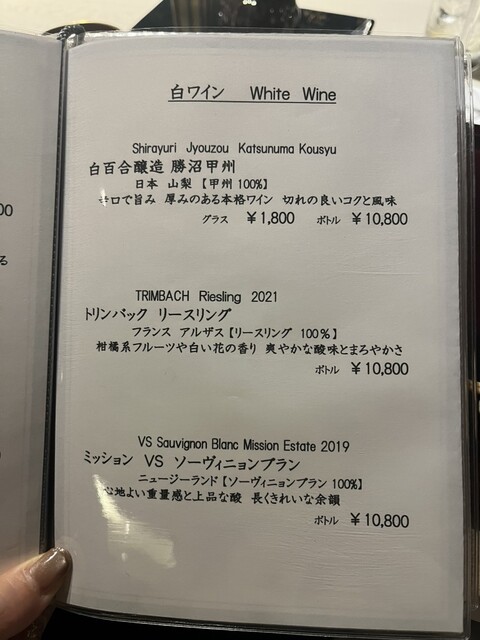 白ワイン White Wine
Shirayuri Jyouzou Katsunuma Kousyu
白百合醸造 勝沼甲州
日本 山梨 【甲州 100%】
辛口で旨み 厚みのある本格ワイン 切れの良いコクと風味
グラス ¥1,800 ボトル ¥10,800
TRIMBACH Riesling 2021
トリンバック リースリング
フランス アルザス【リースリング 100%】
柑橘系フルーツや白い花の香り 爽やかな酸味とまろやかさ
ボトル ¥10,800
VS Sauvignon Blanc Mission Estate 2019
ミッション VS ソーヴィニョンブラン
ニュージーランド【ソーヴィニョンブラン 100%】
心地よい重量感と上品な酸 長くきれいな余韻
ボトル ¥10,800